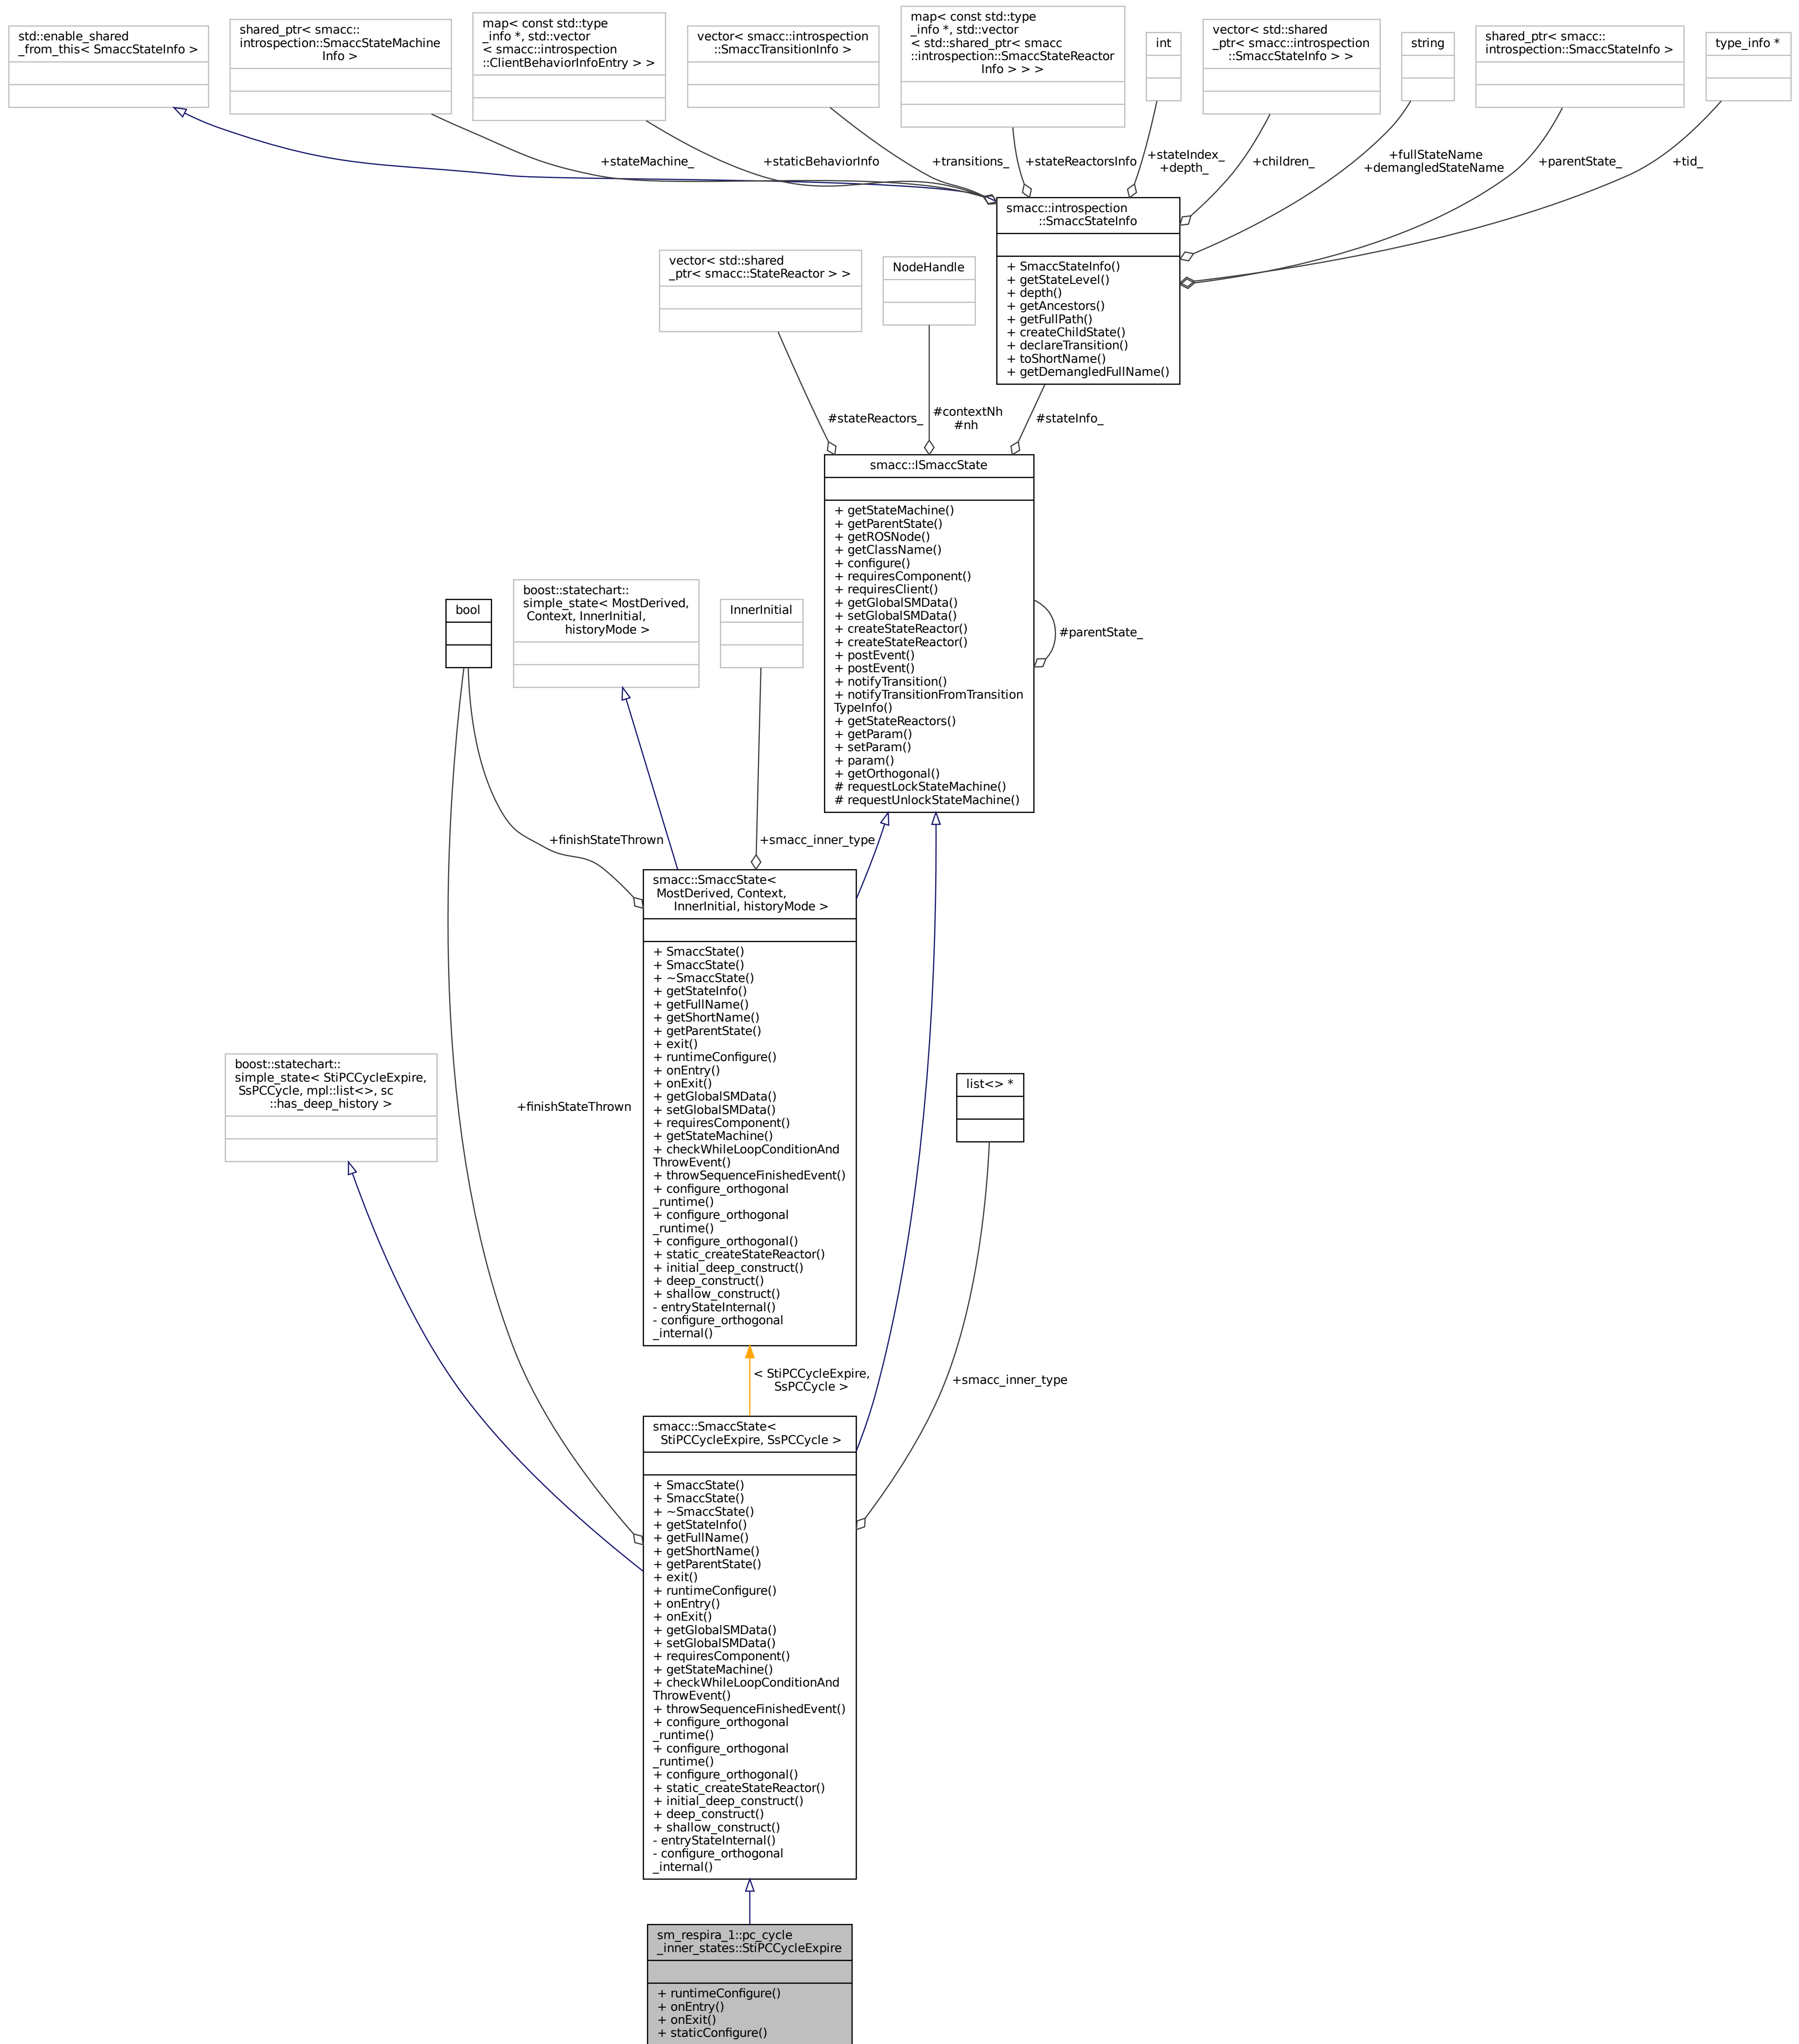 std::enable_shared
_from_this< SmaccStateInfo >
shared_ptr< smacc::
introspection::SmaccStateMachine
Info >
map< const std::type
_info *, std::vector
< smacc::introspection
::ClientBehaviorInfoEntry > >
vector< smacc::introspection
::SmaccTransitionInfo >
map< const std::type
_info *, std::vector
< std::shared_ptr< smacc
::introspection::SmaccStateReactor
Info > > >
int
vector< std::shared
_ptr< smacc::introspection
::SmaccStateInfo > >
string
shared_ptr< smacc::
introspection::SmaccStateInfo >
type_info *
+stateMachine_
+staticBehaviorInfo
+transitions_
+stateReactorsInfo
+stateIndex_
+depth_
+children_
+fullStateName
+demangledStateName
+parentState_
+tid_
smacc::introspection
::SmaccStateInfo
+ SmaccStateInfo()
+ getStateLevel()
+ depth()
+ getAncestors()
+ getFullPath()
+ createChildState()
+ declareTransition()
+ toShortName()
+ getDemangledFullName()
vector< std::shared
_ptr< smacc::StateReactor > >
NodeHandle
#stateReactors_
#contextNh
#nh
#stateInfo_
smacc::ISmaccState
+ getStateMachine()
+ getParentState()
+ getROSNode()
+ getClassName()
+ configure()
+ requiresComponent()
+ requiresClient()
+ getGlobalSMData()
+ setGlobalSMData()
+ createStateReactor()
+ createStateReactor()
+ postEvent()
+ postEvent()
+ notifyTransition()
+ notifyTransitionFromTransition
TypeInfo()
+ getStateReactors()
+ getParam()
+ setParam()
+ param()
+ getOrthogonal()
# requestLockStateMachine()
# requestUnlockStateMachine()
#parentState_
bool
boost::statechart::
simple_state< MostDerived,
Context, InnerInitial,
historyMode >
InnerInitial
+finishStateThrown
+smacc_inner_type
smacc::SmaccState<
MostDerived, Context,
InnerInitial, historyMode >
+ SmaccState()
+ SmaccState()
+ ~SmaccState()
+ getStateInfo()
+ getFullName()
+ getShortName()
+ getParentState()
+ exit()
+ runtimeConfigure()
+ onEntry()
+ onExit()
+ getGlobalSMData()
+ setGlobalSMData()
+ requiresComponent()
+ getStateMachine()
+ checkWhileLoopConditionAnd
ThrowEvent()
+ throwSequenceFinishedEvent()
+ configure_orthogonal
_runtime()
+ configure_orthogonal
_runtime()
+ configure_orthogonal()
+ static_createStateReactor()
+ initial_deep_construct()
+ deep_construct()
+ shallow_construct()
- entryStateInternal()
- configure_orthogonal
_internal()
boost::statechart::
simple_state< StiPCCycleExpire,
SsPCCycle, mpl::list<>, sc
::has_deep_history >
+finishStateThrown
list<> *
< StiPCCycleExpire,
SsPCCycle >
+smacc_inner_type
smacc::SmaccState<
StiPCCycleExpire, SsPCCycle >
+ SmaccState()
+ SmaccState()
+ ~SmaccState()
+ getStateInfo()
+ getFullName()
+ getShortName()
+ getParentState()
+ exit()
+ runtimeConfigure()
+ onEntry()
+ onExit()
+ getGlobalSMData()
+ setGlobalSMData()
+ requiresComponent()
+ getStateMachine()
+ checkWhileLoopConditionAnd
ThrowEvent()
+ throwSequenceFinishedEvent()
+ configure_orthogonal
_runtime()
+ configure_orthogonal
_runtime()
+ configure_orthogonal()
+ static_createStateReactor()
+ initial_deep_construct()
+ deep_construct()
+ shallow_construct()
- entryStateInternal()
- configure_orthogonal
_internal()
sm_respira_1::pc_cycle
_inner_states::StiPCCycleExpire
+ runtimeConfigure()
+ onEntry()
+ onExit()
+ staticConfigure()